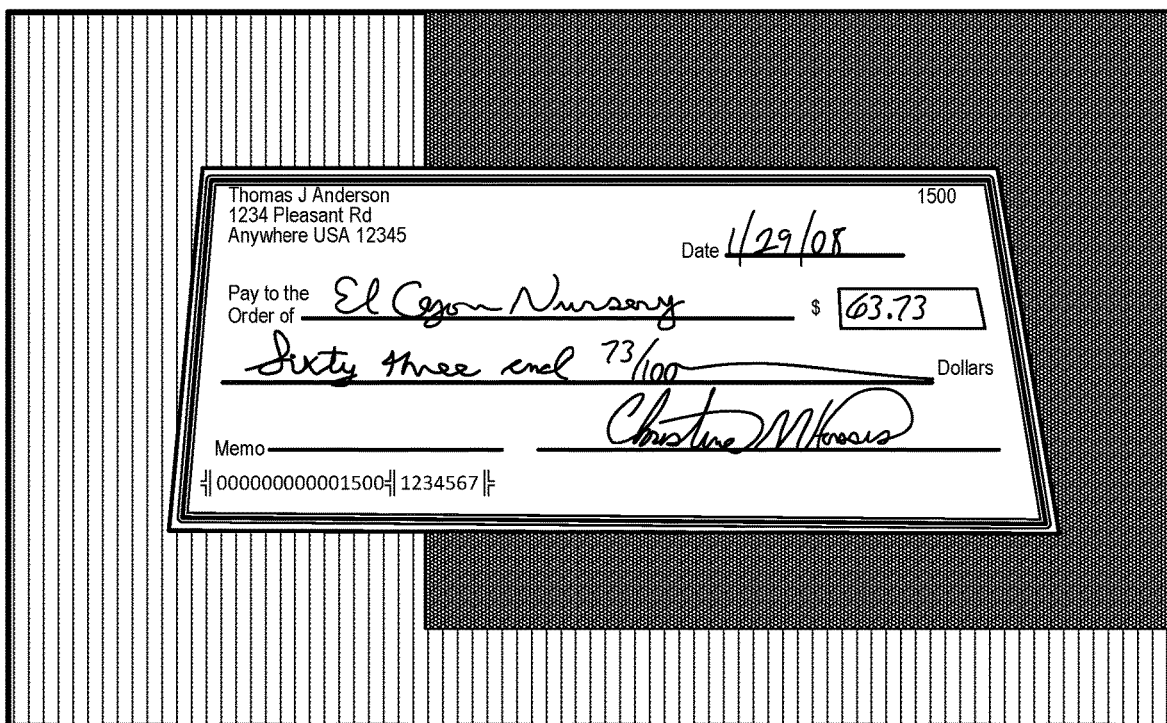 Thomas J Anderson
1500
1234 Pleasant Rd
Anywhere USA 12345
Date 1/29/08
Pay to the
Order of El Cajon Nursery $ 63.73
Sixty three and 73/100 Dollars
Christine M
Memo
000000000001500 1234567